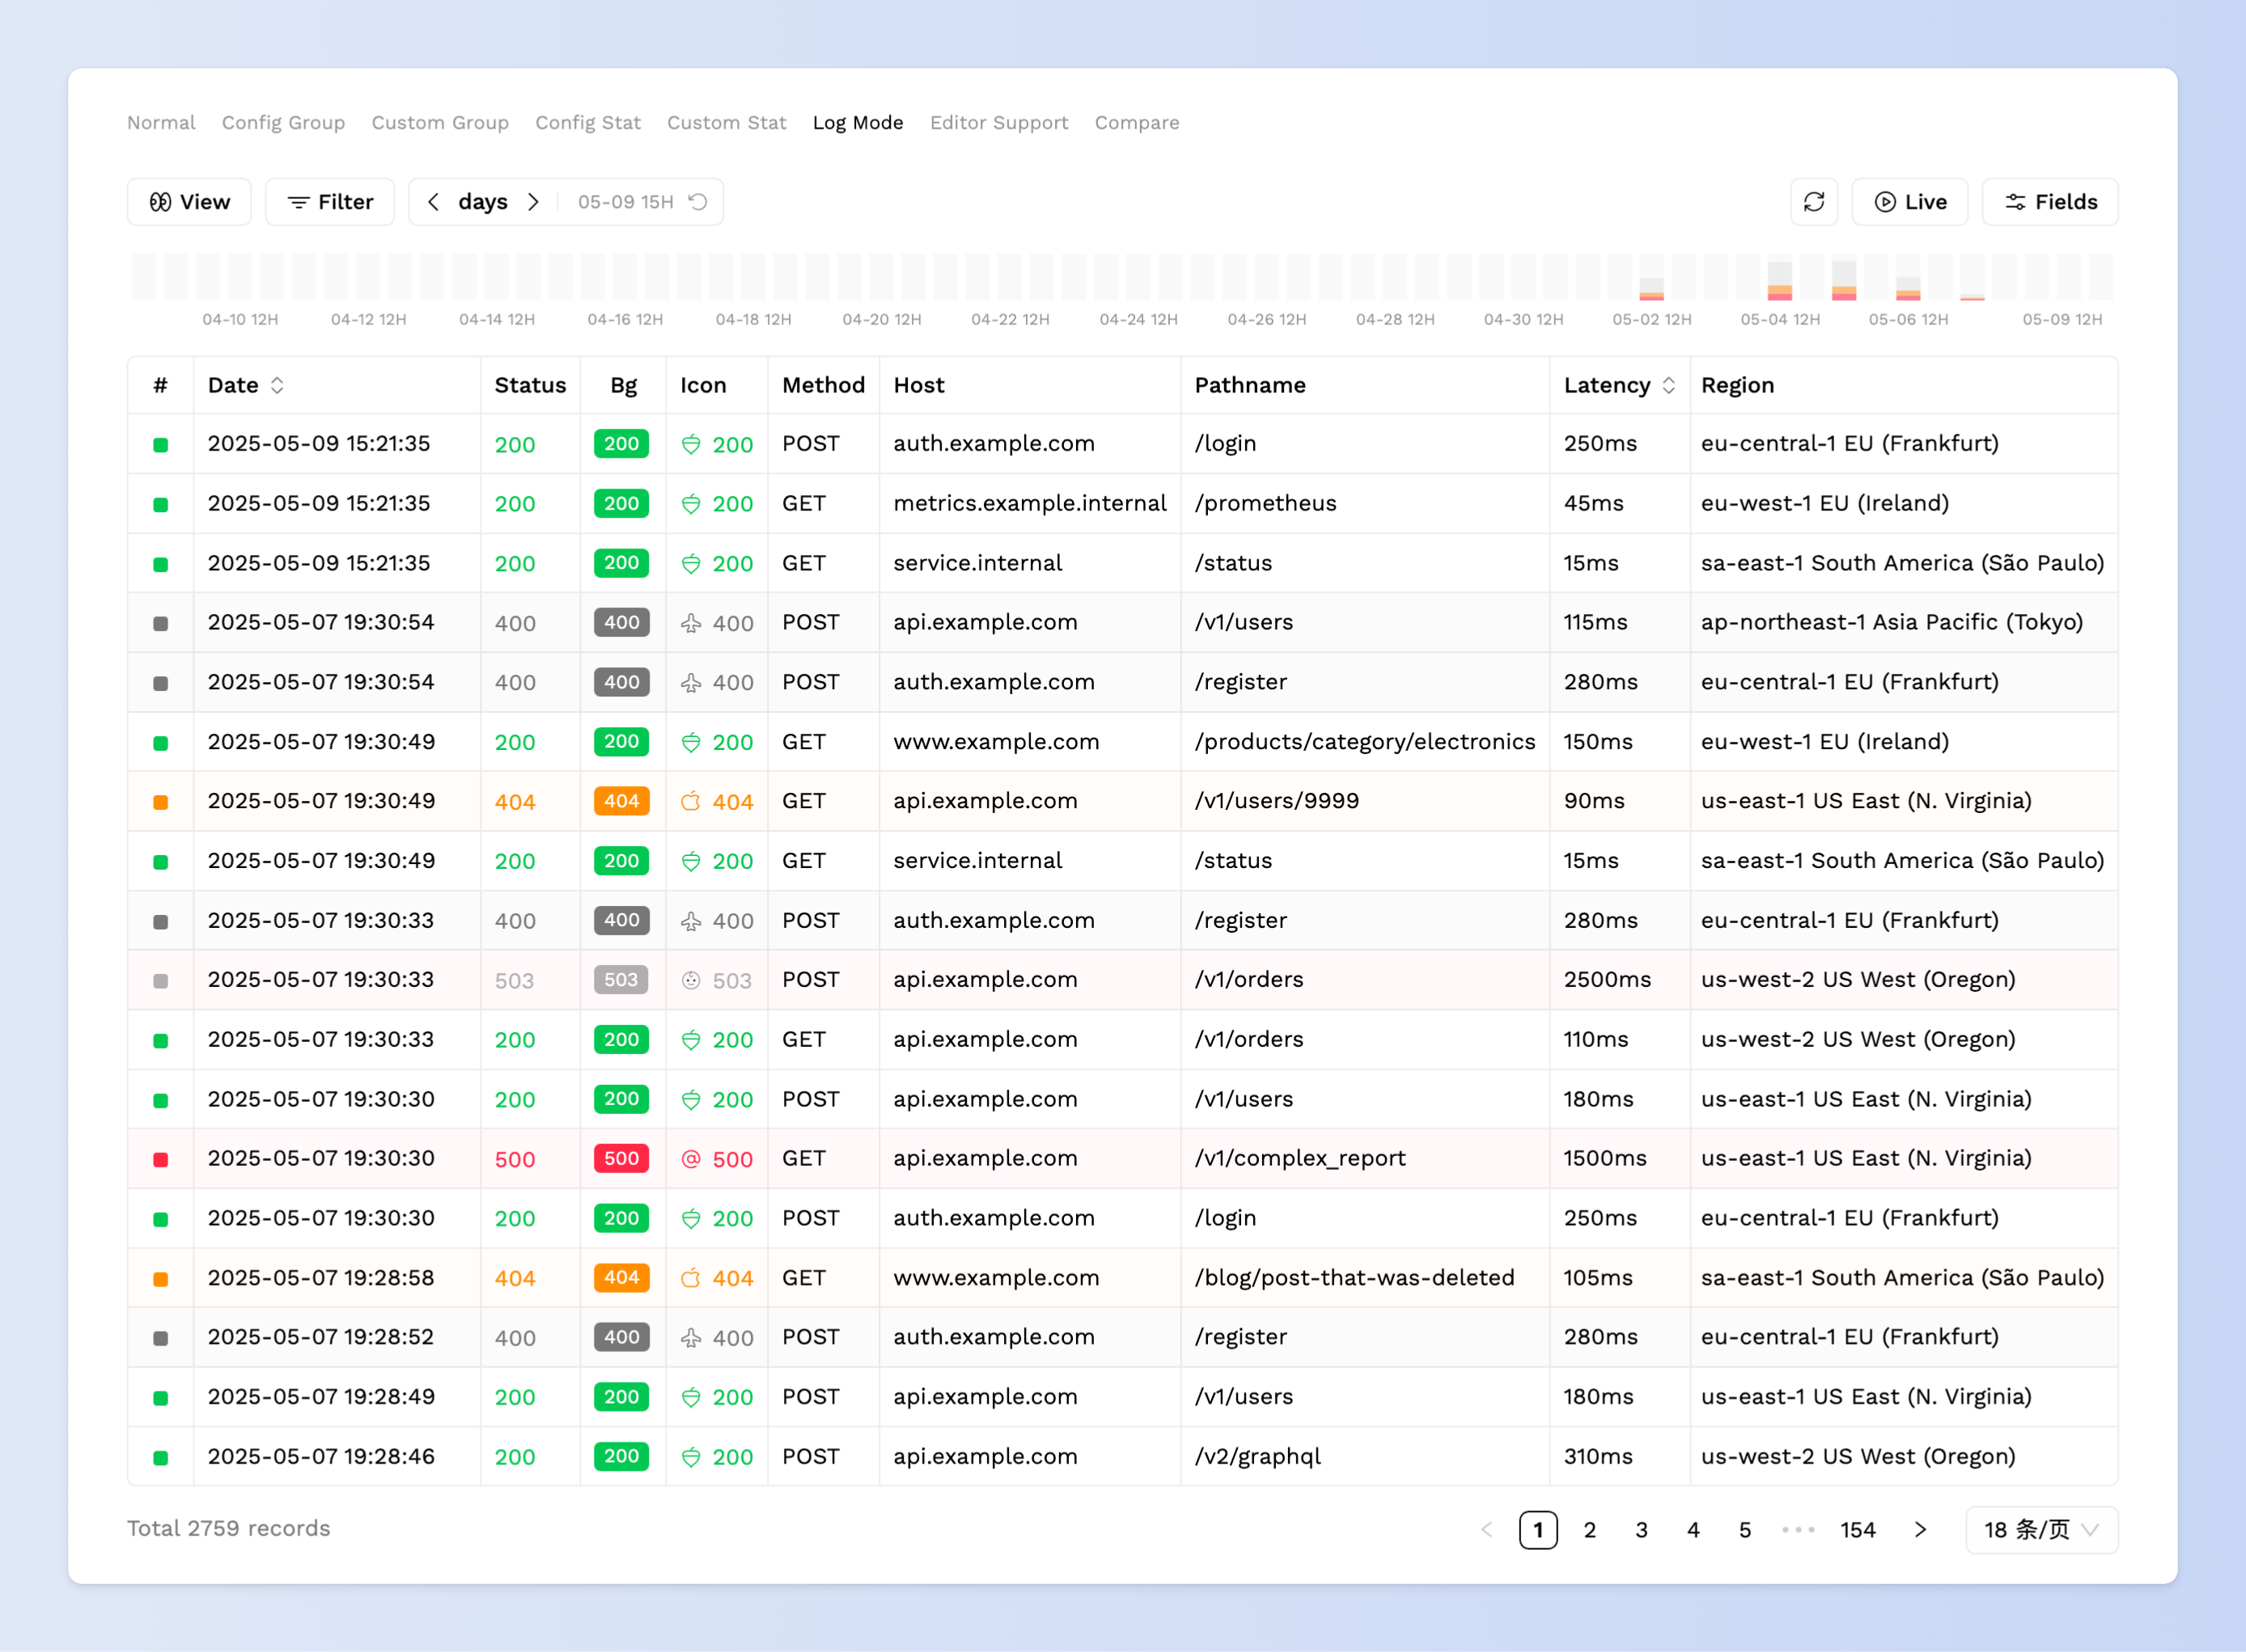 Normal Config Group Custom Group Config Stat Custom Stat Log Mode Editor Support Compare
View Filter days 05-09 15H Live Fields
04-10 12H 04-12 12H 04-14 12H 04-16 12H 04-18 12H 04-20 12H 04-22 12H 04-24 12H 04-26 12H 04-28 12H 04-30 12H 05-02 12H 05-04 12H 05-06 12H 05-09 12H
# Date Status Bg Icon Method Host Pathname Latency Region
2025-05-09 15:21:35 200 200 200 POST auth.example.com /login 250ms eu-central-1 EU (Frankfurt)
2025-05-09 15:21:35 200 200 200 GET metrics.example.internal /prometheus 45ms eu-west-1 EU (Ireland)
2025-05-09 15:21:35 200 200 200 GET service.internal /status 15ms sa-east-1 South America (São Paulo)
2025-05-07 19:30:54 400 400 400 POST api.example.com /v1/users 115ms ap-northeast-1 Asia Pacific (Tokyo)
2025-05-07 19:30:54 400 400 400 POST auth.example.com /register 280ms eu-central-1 EU (Frankfurt)
2025-05-07 19:30:49 200 200 200 GET www.example.com /products/category/electronics 150ms eu-west-1 EU (Ireland)
2025-05-07 19:30:49 404 404 404 GET api.example.com /v1/users/9999 90ms us-east-1 US East (N. Virginia)
2025-05-07 19:30:49 200 200 200 GET service.internal /status 15ms sa-east-1 South America (São Paulo)
2025-05-07 19:30:33 400 400 400 POST auth.example.com /register 280ms eu-central-1 EU (Frankfurt)
2025-05-07 19:30:33 503 503 503 POST api.example.com /v1/orders 2500ms us-west-2 US West (Oregon)
2025-05-07 19:30:33 200 200 200 GET api.example.com /v1/orders 110ms us-west-2 US West (Oregon)
2025-05-07 19:30:30 200 200 200 POST api.example.com /v1/users 180ms us-east-1 US East (N. Virginia)
2025-05-07 19:30:30 500 500 500 GET api.example.com /v1/complex_report 1500ms us-east-1 US East (N. Virginia)
2025-05-07 19:30:30 200 200 200 POST auth.example.com /login 250ms eu-central-1 EU (Frankfurt)
2025-05-07 19:28:58 404 404 404 GET www.example.com /blog/post-that-was-deleted 105ms sa-east-1 South America (São Paulo)
2025-05-07 19:28:52 400 400 400 POST auth.example.com /register 280ms eu-central-1 EU (Frankfurt)
2025-05-07 19:28:49 200 200 200 POST api.example.com /v1/users 180ms us-east-1 US East (N. Virginia)
2025-05-07 19:28:46 200 200 200 POST api.example.com /v2/graphql 310ms us-west-2 US West (Oregon)
Total 2759 records 1 2 3 4 5 ••• 154 18 条/页